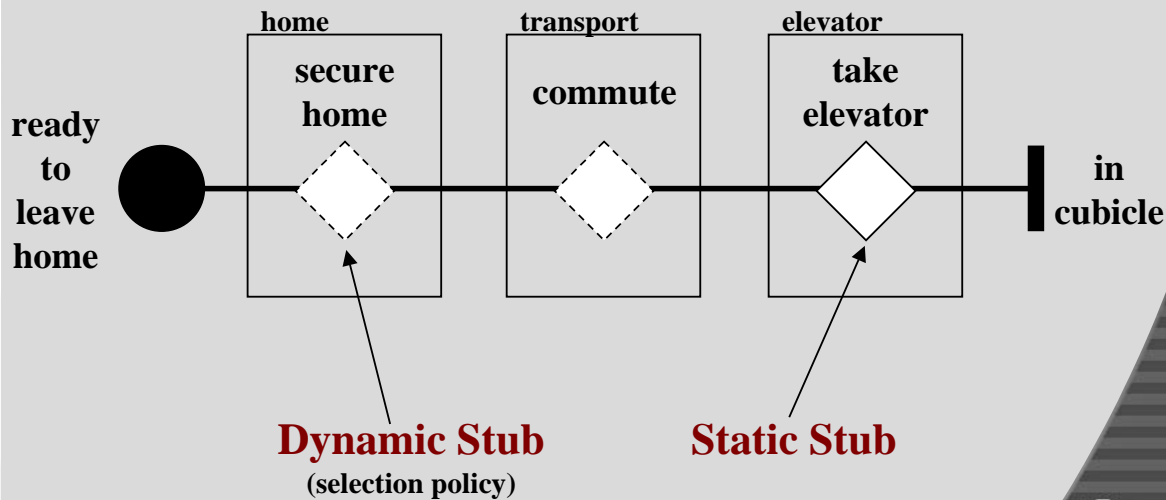 home
transport
elevator
secure
home
commute
take
elevator
ready
to
leave
home
in
cubicle
Dynamic Stub
(selection policy)
Static Stub